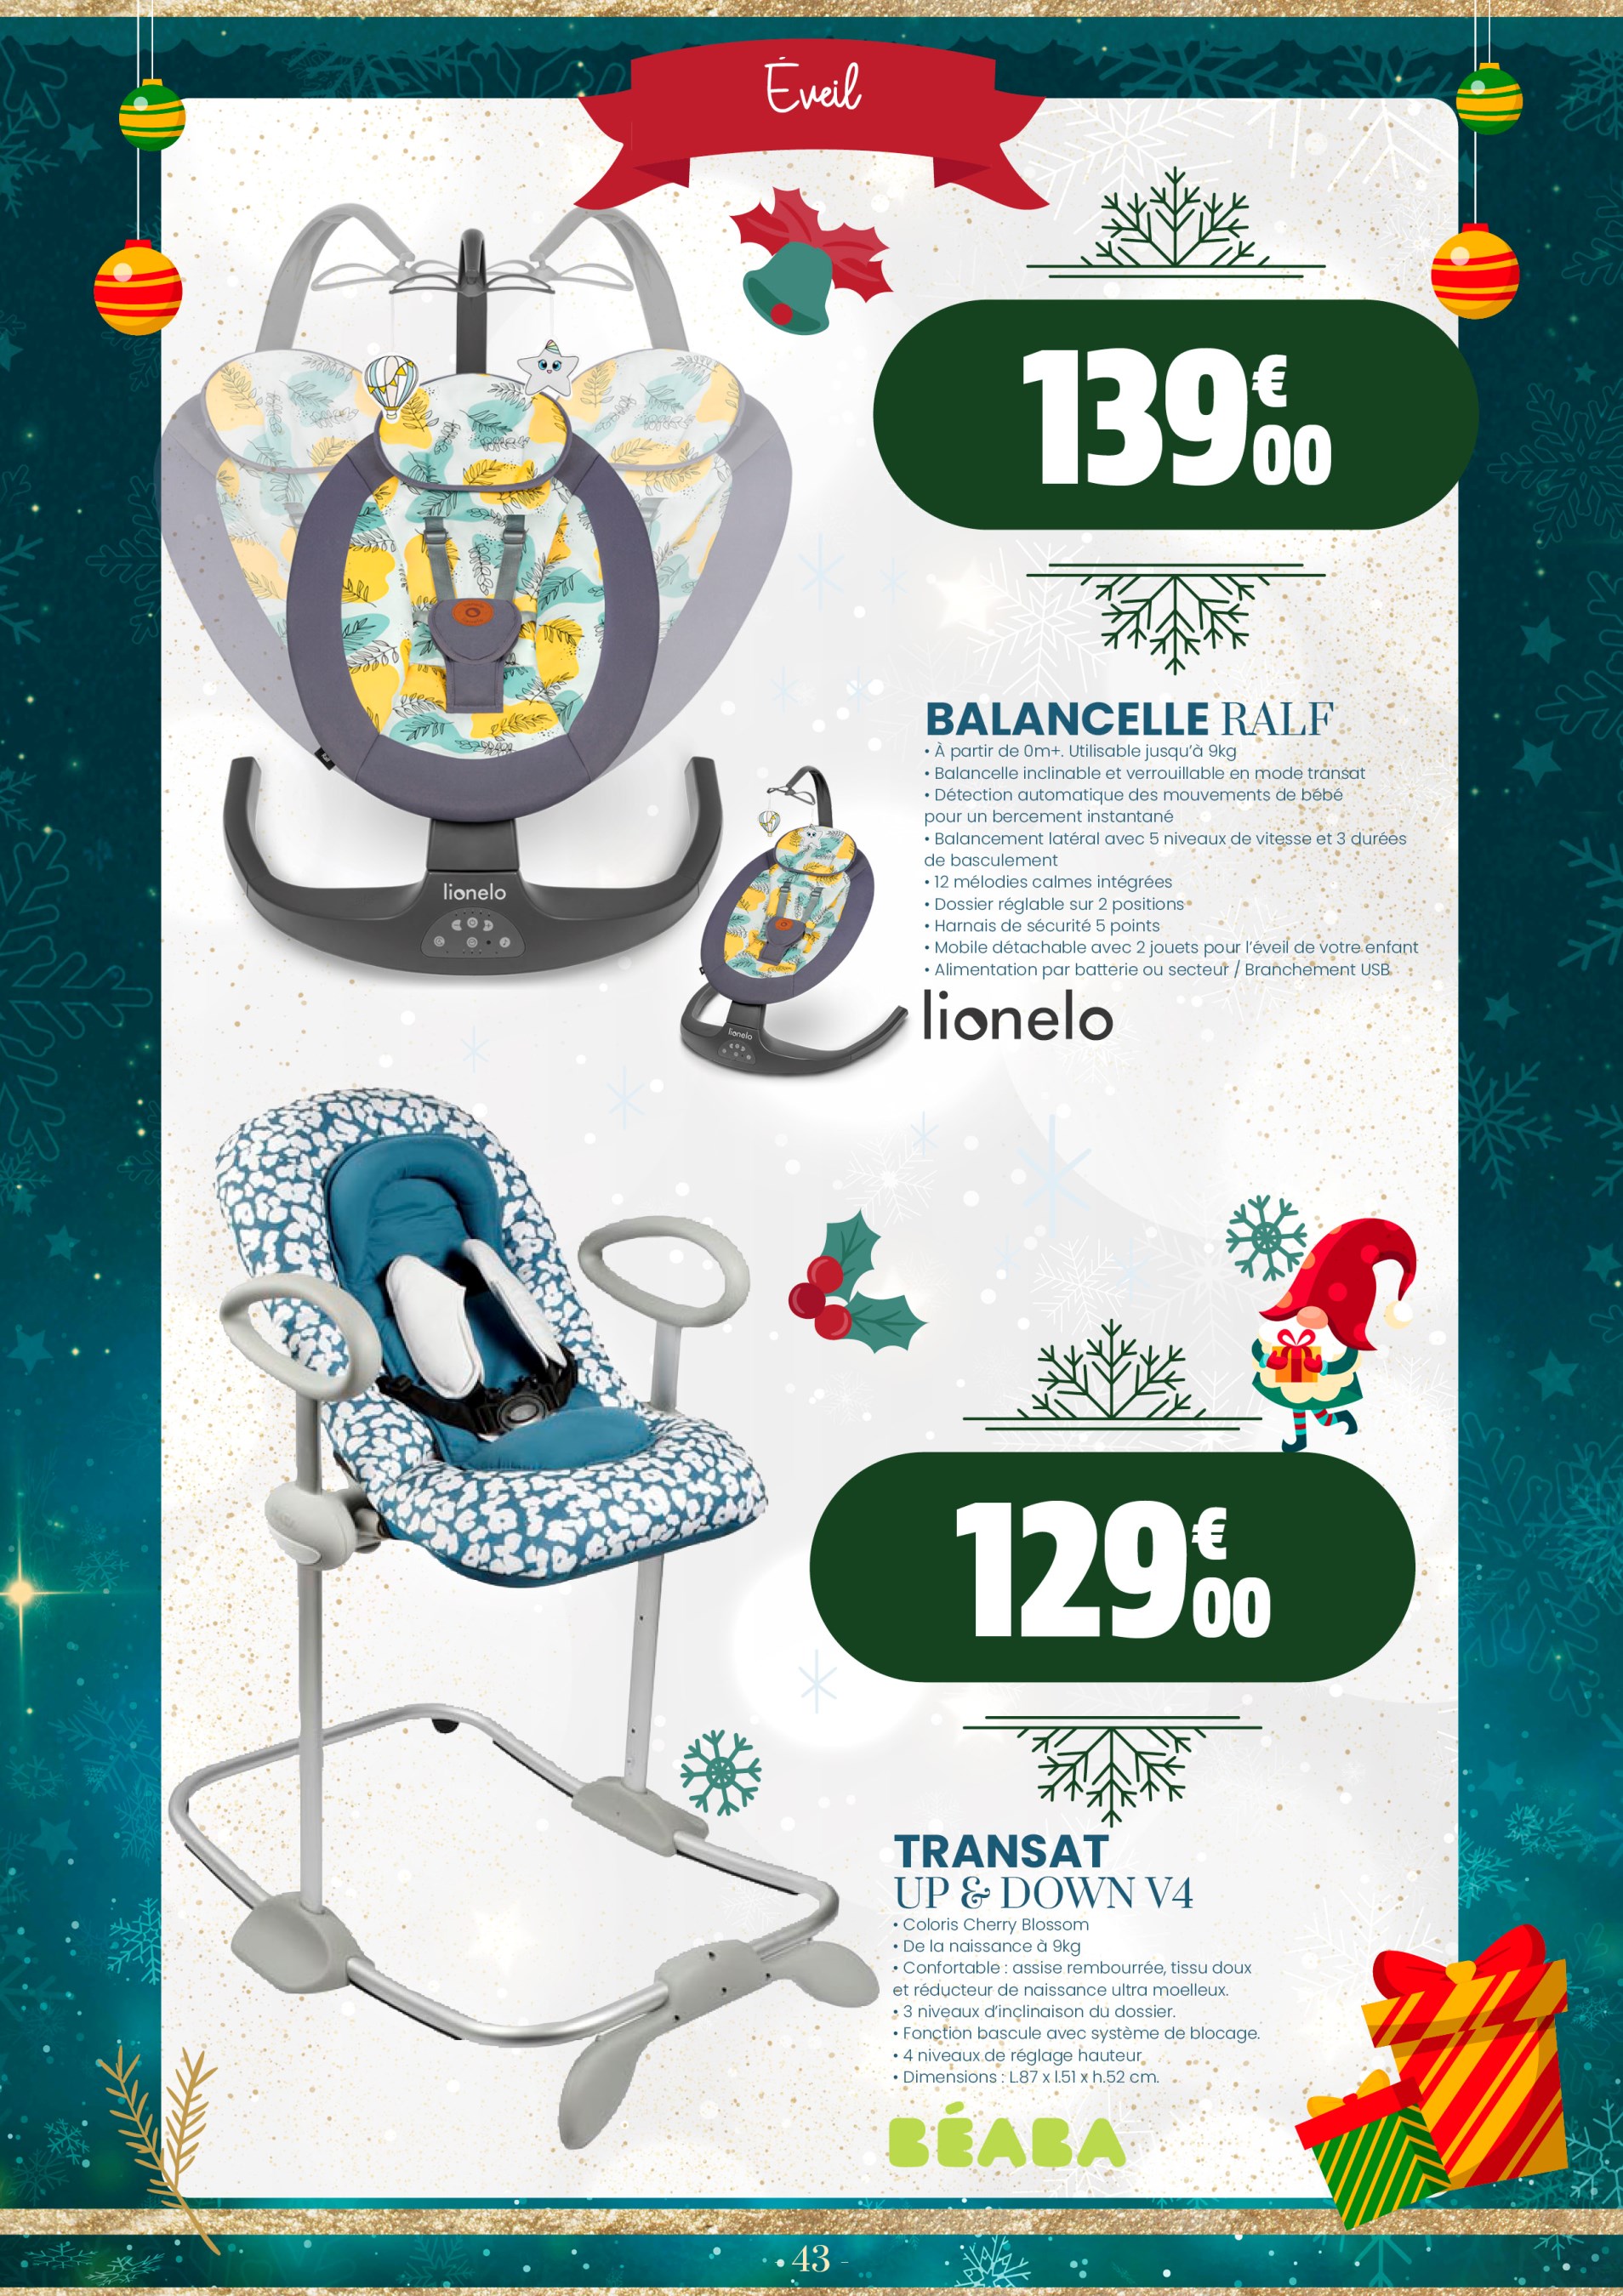 Éveil
139€00
BALANCELLE RALF
• À partir de 0m+. Utilisable jusqu'à 9kg
• Balancelle inclinable et verrouillable en mode transat
• Détection automatique des mouvements de bébé
pour un bercement instantané
• Balancement latéral avec 5 niveaux de vitesse et 3 durées
de basculement
• 12 mélodies calmes intégrées
• Dossier réglable sur 2 positions
• Harnais de sécurité 5 points
• Mobile détachable avec 2 jouets pour l'éveil de votre enfant
• Alimentation par batterie ou secteur / Branchement USB
lionelo
lionelo
lionelo
129€00
TRANSAT
UP & DOWN V4
• Coloris Cherry Blossom
• De la naissance à 9kg
• Confortable : assise rembourrée, tissu doux
et réducteur de naissance ultra moelleux.
• 3 niveaux d'inclinaison du dossier.
• Fonction bascule avec système de blocage.
• 4 niveaux de réglage hauteur
• Dimensions : L.87 x l.51 x h.52 cm.
BÉABA
- 43 -